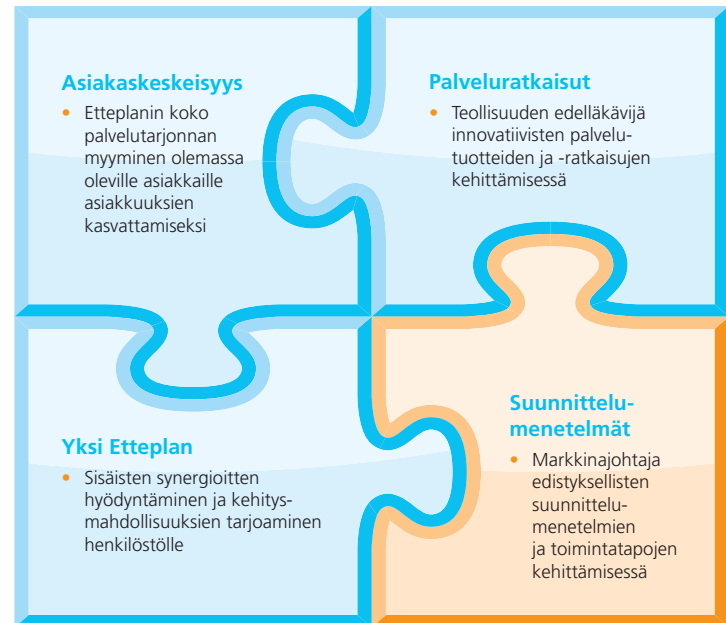 Asiakaskeskeisyys
• Etteplanin koko
palvelutarjonnan
myyminen olemassa
oleville asiakkaille
asiakkuuksien
kasvattamiseksi
Palveluratkaisut
• Teollisuuden edelläkävijä
innovatiivisten palvelu-
tuotteiden ja -ratkaisujen
kehittämisessä
Yksi Etteplan
• Sisäisten synergioitten
hyödyntäminen ja kehitys-
mahdollisuuksien tarjoaminen
henkilöstölle
Suunnittelu-
menetelmät
• Markkinajohtaja
edistyksellisten
suunnittelu-
menetelmien
ja toimintatapojen
kehittämisessä